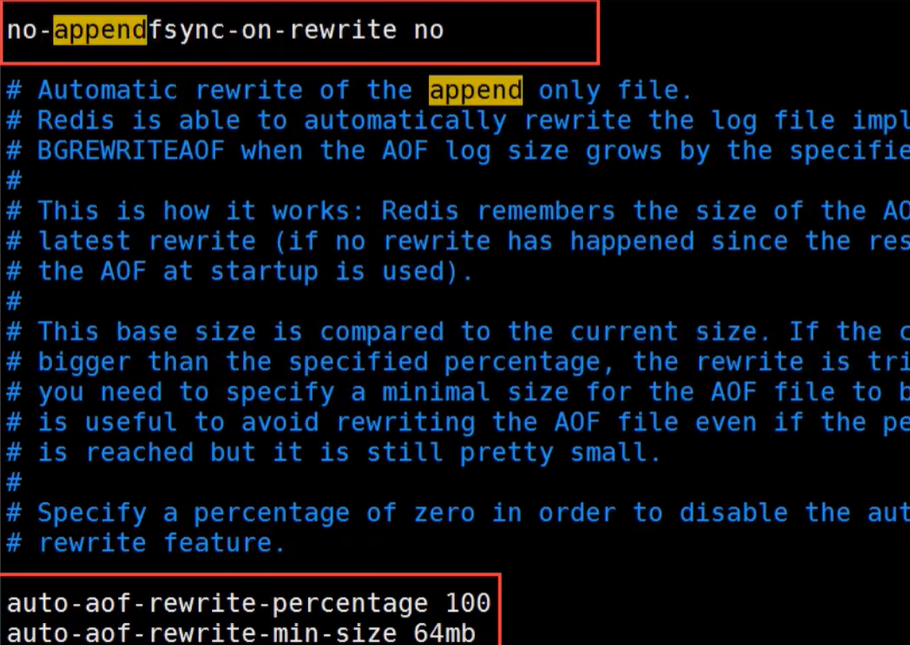 no-appendfsync-on-rewrite no
# Automatic rewrite of the append only file.
# Redis is able to automatically rewrite the log file impl
# BGREWRITEAOF when the AOF log size grows by the specifie
#
# This is how it works: Redis remembers the size of the AO
# latest rewrite (if no rewrite has happened since the res
# the AOF at startup is used).
#
# This base size is compared to the current size. If the c
# bigger than the specified percentage, the rewrite is tri
# you need to specify a minimal size for the AOF file to b
# is useful to avoid rewriting the AOF file even if the pe
# is reached but it is still pretty small.
#
# Specify a percentage of zero in order to disable the aut
# rewrite feature.
auto-aof-rewrite-percentage 100
auto-aof-rewrite-min-size 64mb